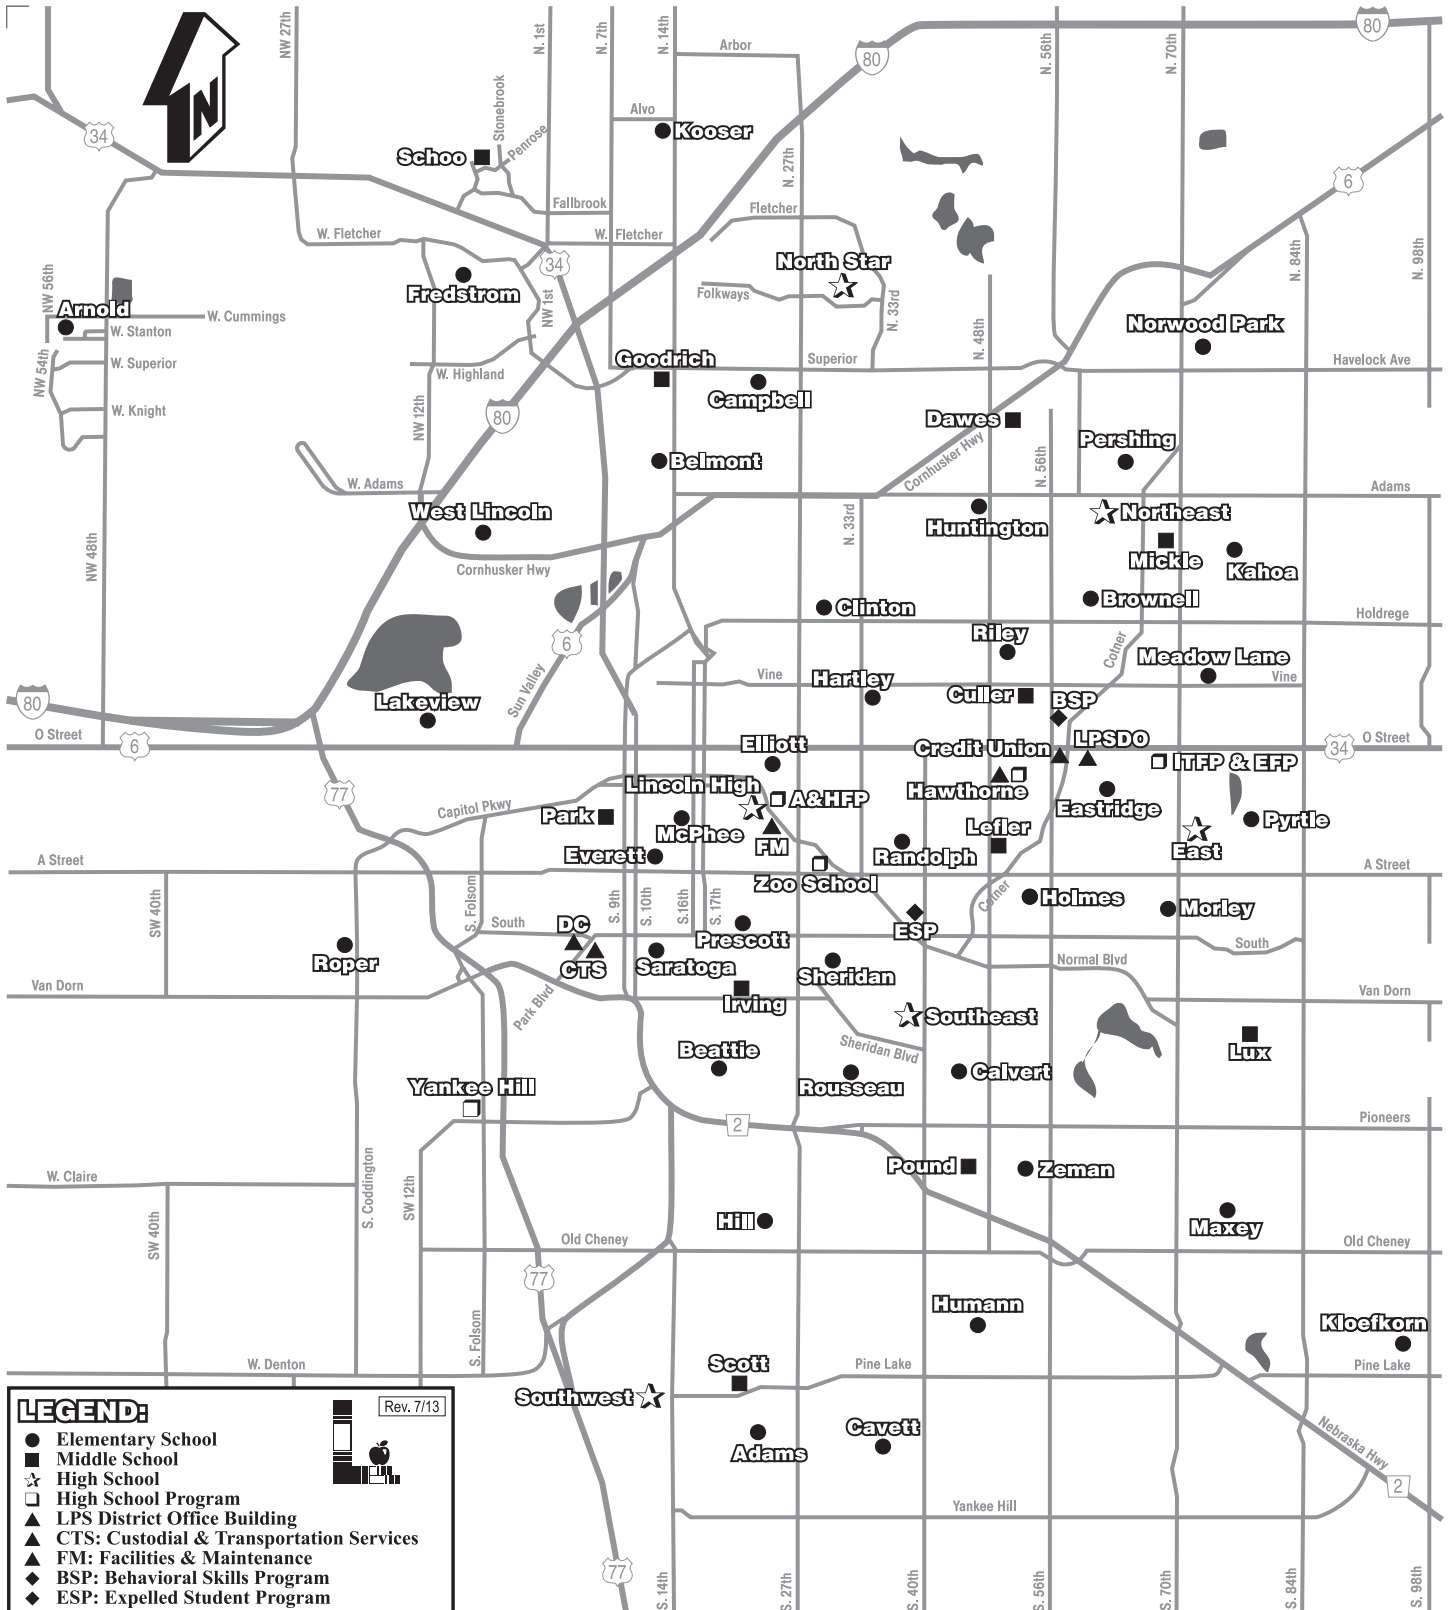 NW 27th
N. 1st
N. 7th
N. 14th
Arbor
80
N. 56th
N. 70th
80
34
N
Stonebrook
Penrose
Schoo
Alvo
Kooser
N. 27th
6
Fallbrook
Fletcher
W. Fletcher
W. Fletcher
N. 84th
N. 98th
NW 56th
34
North Star
Fredstrom
Folkways
N. 33rd
NW 1st
Arnold
W. Cummings
W. Stanton
Norwood Park
N. 48th
NW 54th
W. Superior
Goodrich
Superior
Havelock Ave
W. Highland
Campbell
W. Knight
NW 12th
80
Dawes
Cornhusker Hwy
Pershing
Belmont
N. 56th
W. Adams
Adams
West Lincoln
Huntington
Northeast
N. 33rd
Mickle
Kahoa
NW 48th
Cornhusker Hwy
Clinton
Brownell
Holdrege
6
Riley
Cotner
Meadow Lane
Sun Valley
Vine
Hartley
Vine
Culler
BSP
80
Lakeview
O Street
6
Elliott
Credit Union
LPSDO
O Street
34
ITFP & EFP
77
Lincoln High
A&HFP
Hawthorne
Eastridge
Capitol Pkwy
Park
McPhee
FM
Lefler
Pyrtle
East
A Street
Everett
Randolph
A Street
Zoo School
SW 40th
S. Folsom
S. 9th
S. 10th
S.16th
S. 17th
Cotner
Holmes
Morley
South
DC
Prescott
ESP
South
Roper
CTS
Saratoga
Sheridan
Normal Blvd
Van Dorn
Irving
Van Dorn
Park Blvd
Southeast
Sheridan Blvd
Lux
Beattie
Yankee Hill
Rousseau
Calvert
2
Pioneers
W. Claire
S. Coddington
SW 12th
Pound
Zeman
SW 40th
Hill
Maxey
Old Cheney
Old Cheney
77
Humann
Kloefkorn
S. Folsom
W. Denton
Scott
Pine Lake
Pine Lake
Southwest
Adams
Cavett
Nebraska Hwy
2
Yankee Hill
77
S. 14th
S. 27th
S. 40th
S. 56th
S. 70th
S. 84th
S. 98th
LEGEND:
Rev. 7/13
Elementary School
Middle School
High School
High School Program
LPS District Office Building
CTS: Custodial & Transportation Services
FM: Facilities & Maintenance
BSP: Behavioral Skills Program
ESP: Expelled Student Program